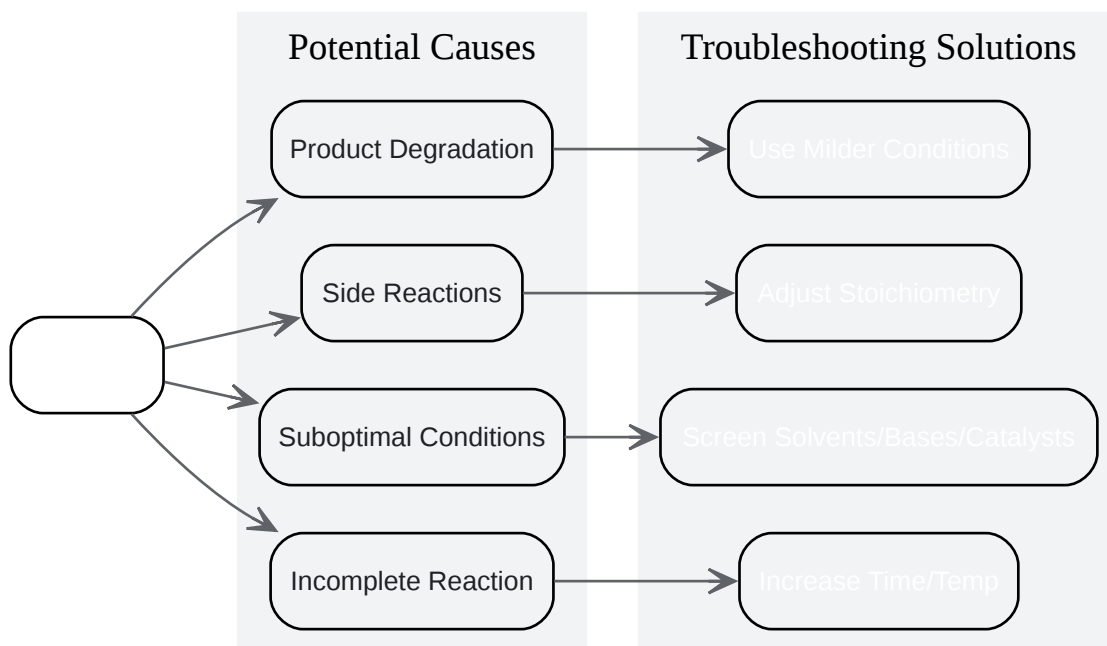 Potential Causes
Troubleshooting Solutions
Product Degradation
Use Milder Conditions
Side Reactions
Adjust Stoichiometry
Suboptimal Conditions
Screen Solvents/Bases/Catalysts
Incomplete Reaction
Increase Time/Temp